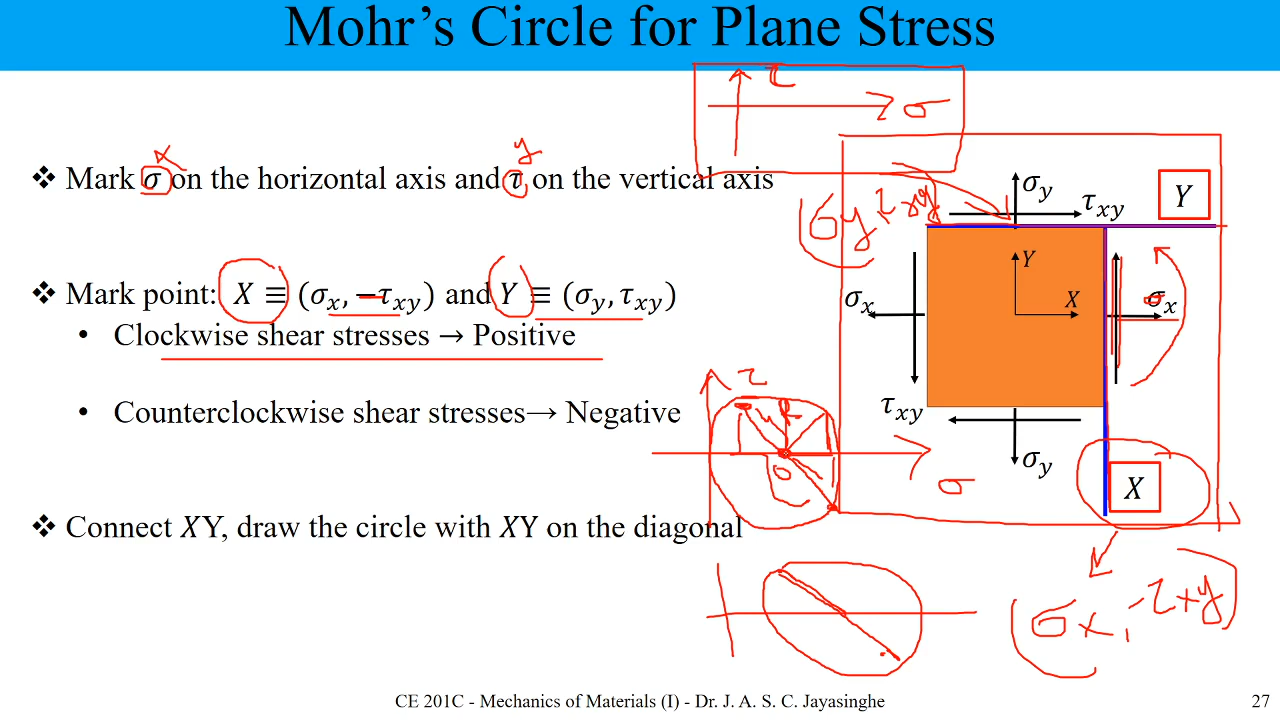 Mohr's Circle for Plane Stress
τ
σ
x
y
❖ Mark σ on the horizontal axis and τ on the vertical axis
σy
τxy
Y
(σy, τxy
Y
X
σx
σx
❖ Mark point: X ≡ (σx, −τxy) and Y ≡ (σy, τxy)
• Clockwise shear stresses → Positive
τ
R
• Counterclockwise shear stresses→ Negative
τxy
σy
σ
X
❖ Connect XY, draw the circle with XY on the diagonal
(σx, -τxy)
CE 201C - Mechanics of Materials (I) - Dr. J. A. S. C. Jayasinghe
27